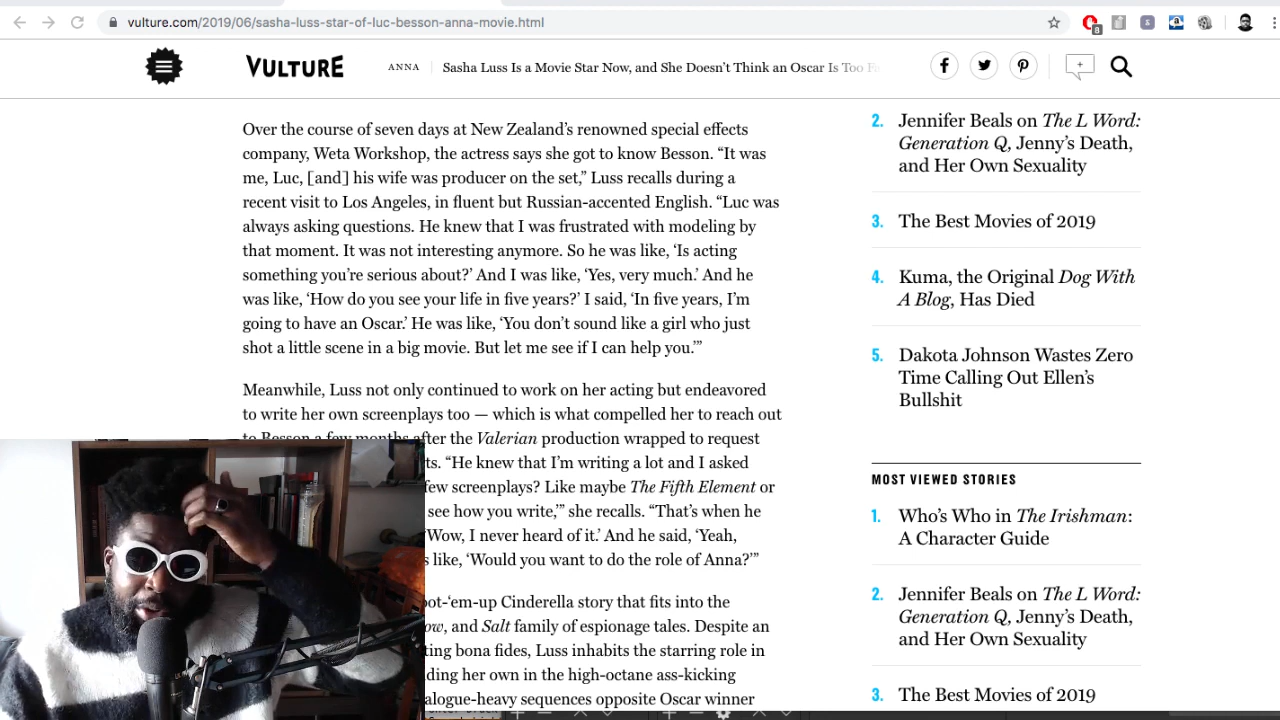 vulture.com/2019/06/sasha-luss-star-of-luc-besson-anna-movie.html
8
VULTURE
ANNA
Sasha Luss Is a Movie Star Now, and She Doesn’t Think an Oscar Is Too
Over the course of seven days at New Zealand’s renowned special effects
company, Weta Workshop, the actress says she got to know Besson. “It was
me, Luc, [and] his wife was producer on the set,” Luss recalls during a
recent visit to Los Angeles, in fluent but Russian-accented English. “Luc was
always asking questions. He knew that I was frustrated with modeling by
that moment. It was not interesting anymore. So he was like, ‘Is acting
something you’re serious about?’ And I was like, ‘Yes, very much.’ And he
was like, ‘How do you see your life in five years?’ I said, ‘In five years, I’m
going to have an Oscar.’ He was like, ‘You don’t sound like a girl who just
shot a little scene in a big movie. But let me see if I can help you.’”
Meanwhile, Luss not only continued to work on her acting but endeavored
to write her own screenplays too — which is what compelled her to reach out
to Besson a few months after the Valerian production wrapped to request
ts. “He knew that I’m writing a lot and I asked
few screenplays? Like maybe The Fifth Element or
see how you write,’” she recalls. “That’s when he
‘Wow, I never heard of it.’ And he said, ‘Yeah,
s like, ‘Would you want to do the role of Anna?’”
ot-‘em-up Cinderella story that fits into the
ow, and Salt family of espionage tales. Despite an
ting bona fides, Luss inhabits the starring role in
ding her own in the high-octane ass-kicking
alogue-heavy sequences opposite Oscar winner
2. Jennifer Beals on The L Word:
Generation Q, Jenny’s Death,
and Her Own Sexuality
3. The Best Movies of 2019
4. Kuma, the Original Dog With
A Blog, Has Died
5. Dakota Johnson Wastes Zero
Time Calling Out Ellen’s
Bullshit
MOST VIEWED STORIES
1. Who’s Who in The Irishman:
A Character Guide
2. Jennifer Beals on The L Word:
Generation Q, Jenny’s Death,
and Her Own Sexuality
3. The Best Movies of 2019